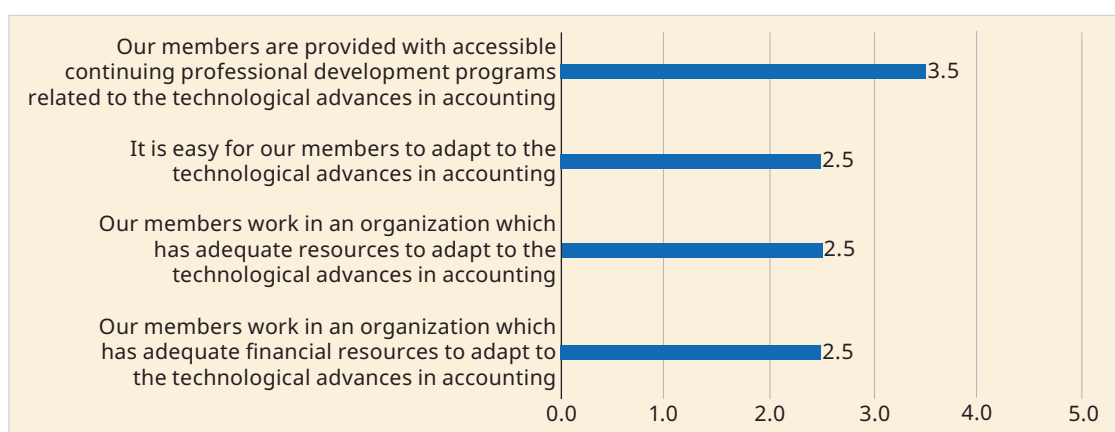 Our members are provided with accessible
continuing professional development programs
related to the technological advances in accounting
3.5
It is easy for our members to adapt to the
technological advances in accounting
2.5
Our members work in an organization which
has adequate resources to adapt to the
technological advances in accounting
2.5
Our members work in an organization which
has adequate financial resources to adapt to
the technological advances in accounting
2.5
0.0 1.0 2.0 3.0 4.0 5.0